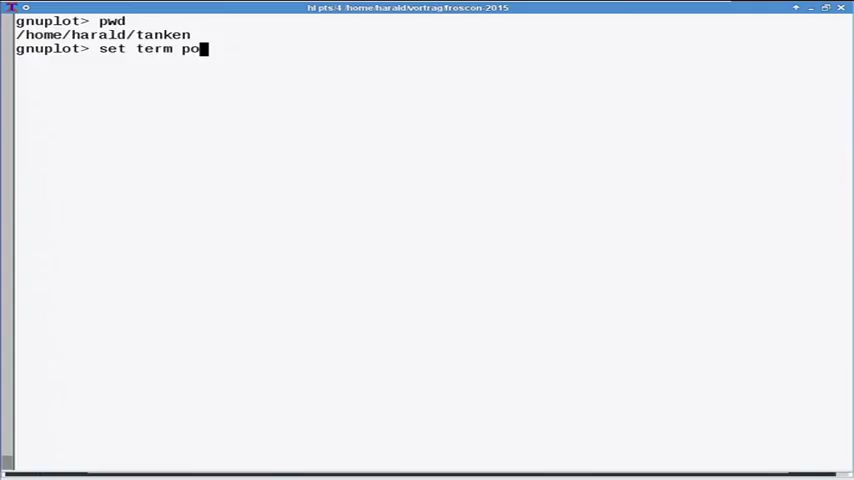 hl pts/4 /home/harald/vortrag/froscon-2015
gnuplot> pwd
/home/harald/tanken
gnuplot> set term po